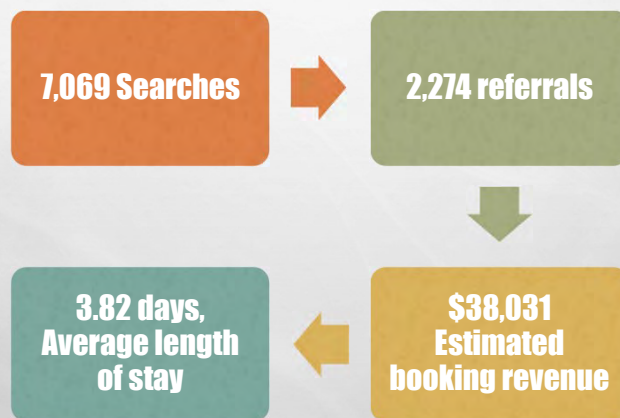 7,069 Searches
2,274 referrals
$38,031
Estimated
booking revenue
3.82 days,
Average length
of stay